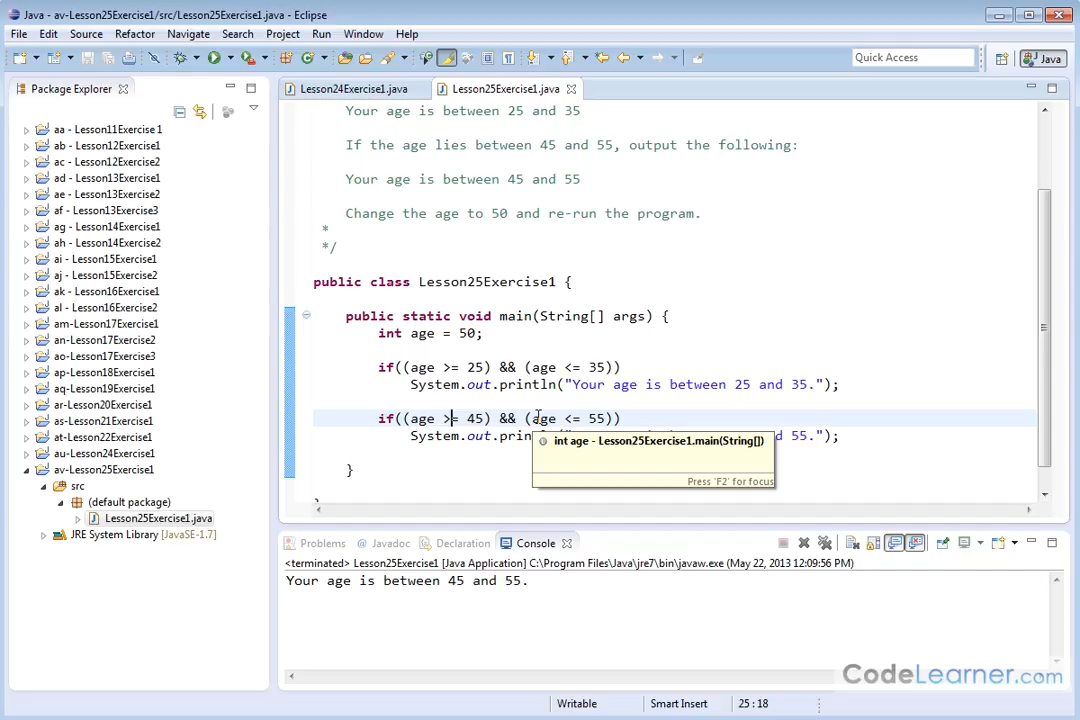 Java - av-Lesson25Exercise1/src/Lesson25Exercise1.java - Eclipse
File Edit Source Refactor Navigate Search Project Run Window Help
Quick Access Java
Package Explorer
Lesson24Exercise1.java Lesson25Exercise1.java
aa - Lesson11Exercise1
ab - Lesson12Exercise1
ac - Lesson12Exercise2
ad - Lesson13Exercise1
ae - Lesson13Exercise2
af - Lesson13Exercise3
ag - Lesson14Exercise1
ah - Lesson14Exercise2
ai - Lesson15Exercise1
aj - Lesson15Exercise2
ak - Lesson16Exercise1
al - Lesson16Exercise2
am-Lesson17Exercise1
an-Lesson17Exercise2
ao-Lesson17Exercise3
ap-Lesson18Exercise1
aq-Lesson19Exercise1
ar-Lesson20Exercise1
as-Lesson21Exercise1
at-Lesson22Exercise1
au-Lesson24Exercise1
av-Lesson25Exercise1
src
(default package)
Lesson25Exercise1.java
JRE System Library [JavaSE-1.7]
Your age is between 25 and 35
If the age lies between 45 and 55, output the following:
Your age is between 45 and 55
Change the age to 50 and re-run the program.
*
*/
public class Lesson25Exercise1 {
public static void main(String[] args) {
int age = 50;
if((age >= 25) && (age <= 35))
System.out.println("Your age is between 25 and 35.");
if((age >= 45) && (age <= 55))
System.out.prin d 55.");
int age - Lesson25Exercise1.main(String[])
Press 'F2' for focus
}
Problems @ Javadoc Declaration Console
<terminated> Lesson25Exercise1 [Java Application] C:\Program Files\Java\jre7\bin\javaw.exe (May 22, 2013 12:09:56 PM)
Your age is between 45 and 55.
CodeLearner.com
Writable Smart Insert 25 : 18